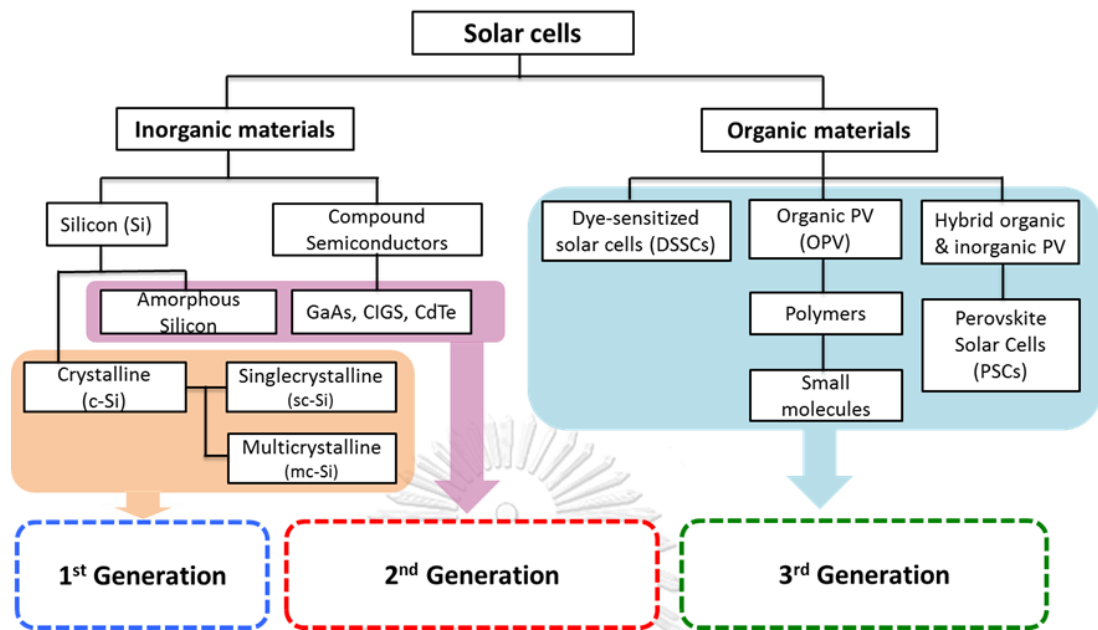 Solar cells
Inorganic materials
Organic materials
Silicon (Si)
Compound
Semiconductors
Dye-sensitized
solar cells (DSSCs)
Organic PV
(OPV)
Hybrid organic
& inorganic PV
Amorphous
Silicon
GaAs, CIGS, CdTe
Polymers
Perovskite
Solar Cells
(PSCs)
Crystalline
(c-Si)
Singlecrystalline
(sc-Si)
Small
molecules
Multicrystalline
(mc-Si)
1st Generation
2nd Generation
3rd Generation